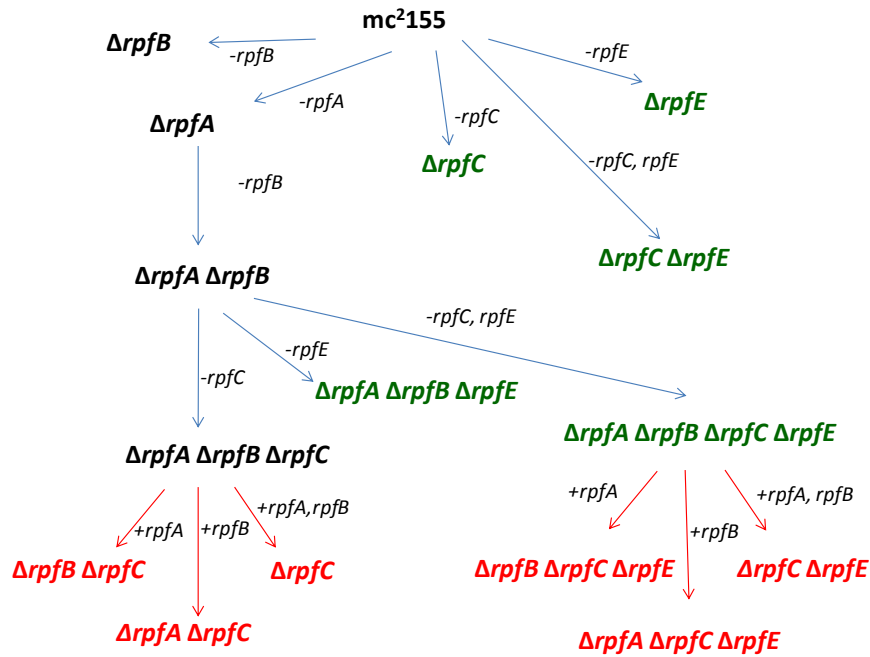 mc²155
ΔrpfB
-rpfB
-rpfE
-rpfA
ΔrpfE
ΔrpfA
-rpfC
ΔrpfC
-rpfC, rpfE
-rpfB
ΔrpfC ΔrpfE
ΔrpfA ΔrpfB
-rpfC, rpfE
-rpfE
-rpfC
ΔrpfA ΔrpfB ΔrpfE
ΔrpfA ΔrpfB ΔrpfC ΔrpfE
ΔrpfA ΔrpfB ΔrpfC
+rpfA
+rpfB
+rpfA,rpfB
+rpfA
+rpfB
+rpfA, rpfB
ΔrpfB ΔrpfC
ΔrpfC
ΔrpfB ΔrpfC ΔrpfE
ΔrpfC ΔrpfE
ΔrpfA ΔrpfC
ΔrpfA ΔrpfC ΔrpfE